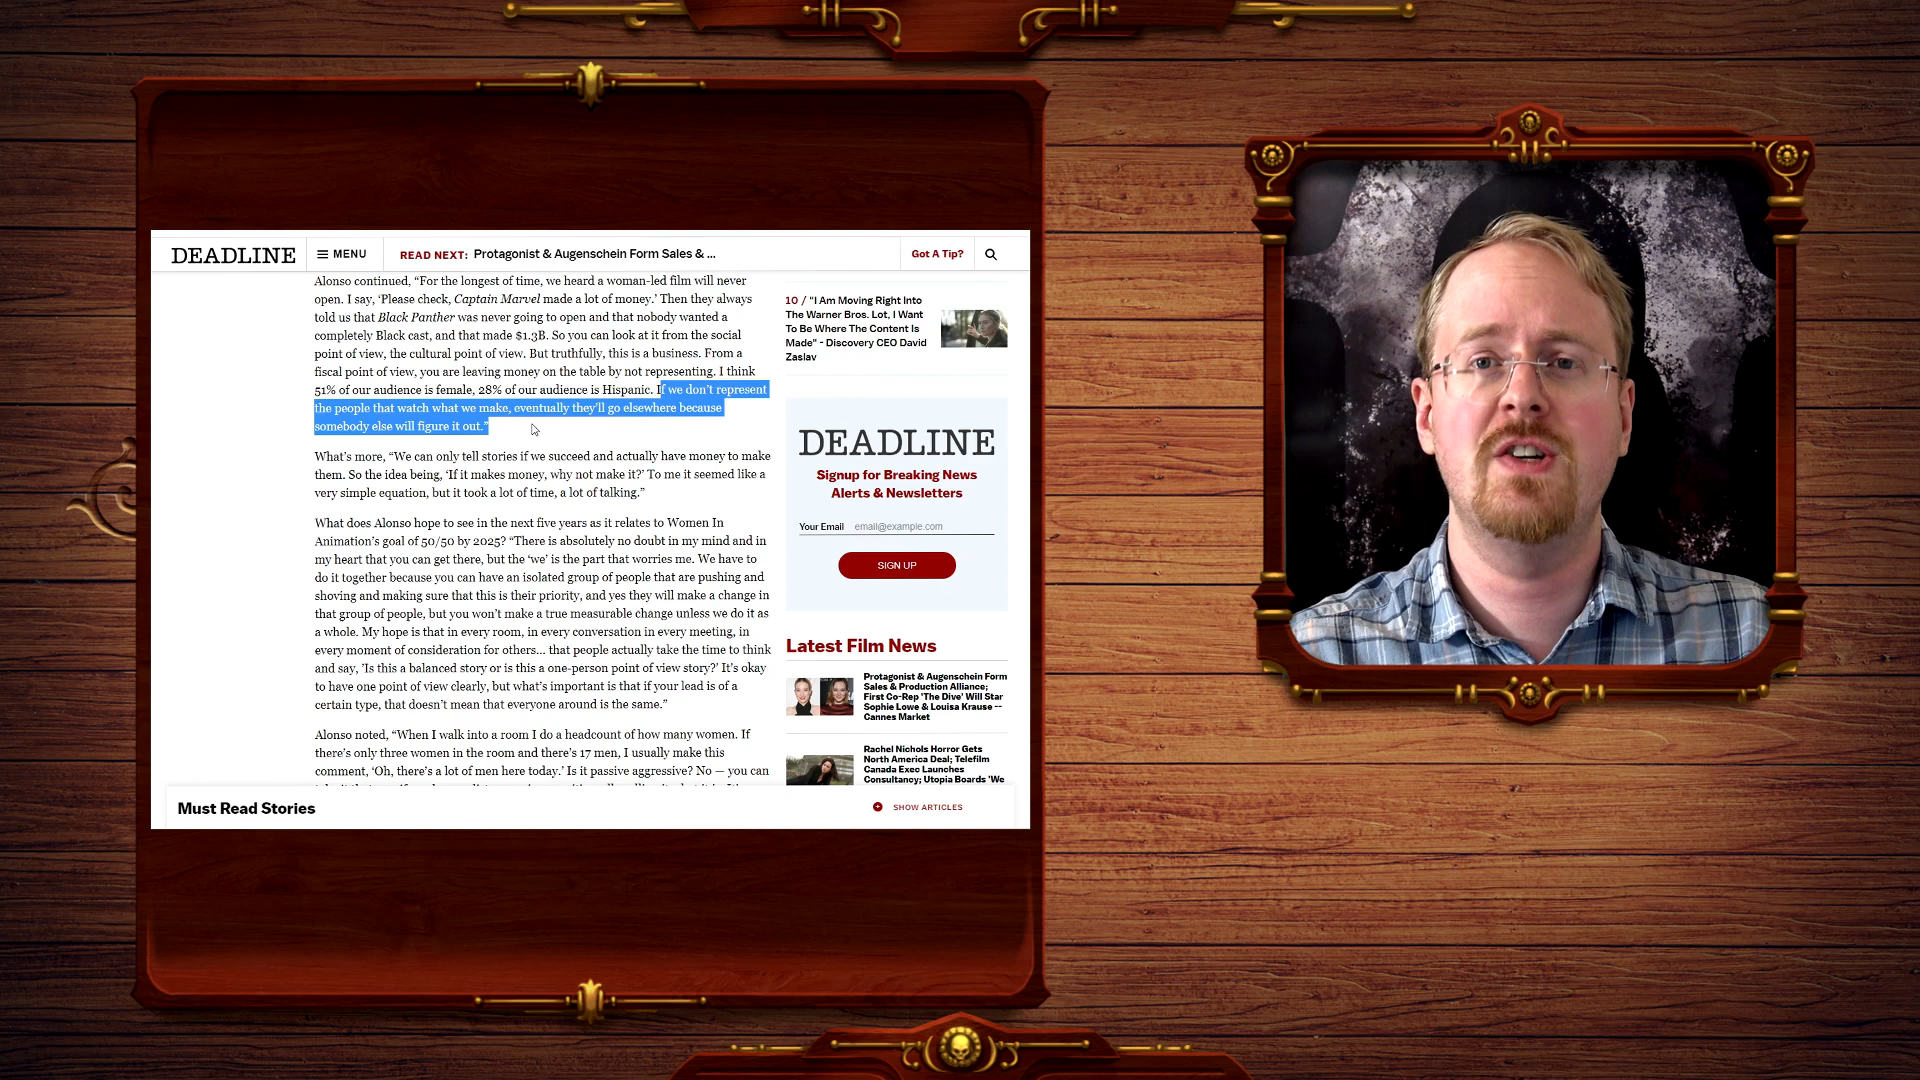 DEADLINE
MENU
READ NEXT: Protagonist & Augenschein Form Sales & ...
Got A Tip?
Alonso continued, “For the longest of time, we heard a woman-led film will never
open. I say, ‘Please check, Captain Marvel made a lot of money.’ Then they always
told us that Black Panther was never going to open and that nobody wanted a
completely Black cast, and that made $1.3B. So you can look at it from the social
point of view, the cultural point of view. But truthfully, this is a business. From a
fiscal point of view, you are leaving money on the table by not representing. I think
51% of our audience is female, 28% of our audience is Hispanic. If we don’t represent
the people that watch what we make, eventually they’ll go elsewhere because
somebody else will figure it out.”
What’s more, “We can only tell stories if we succeed and actually have money to make
them. So the idea being, ‘If it makes money, why not make it?’ To me it seemed like a
very simple equation, but it took a lot of time, a lot of talking.”
What does Alonso hope to see in the next five years as it relates to Women In
Animation’s goal of 50/50 by 2025? “There is absolutely no doubt in my mind and in
my heart that you can get there, but the ‘we’ is the part that worries me. We have to
do it together because you can have an isolated group of people that are pushing and
shoving and making sure that this is their priority, and yes they will make a change in
that group of people, but you won’t make a true measurable change unless we do it as
a whole. My hope is that in every room, in every conversation in every meeting, in
every moment of consideration for others… that people actually take the time to think
and say, ’Is this a balanced story or is this a one-person point of view story?’ It’s okay
to have one point of view clearly, but what’s important is that if your lead is of a
certain type, that doesn’t mean that everyone around is the same.”
Alonso noted, “When I walk into a room I do a headcount of how many women. If
there’s only three women in the room and there’s 17 men, I usually make this
comment, ‘Oh, there’s a lot of men here today.’ Is it passive aggressive? No — you can
10 / "I Am Moving Right Into
The Warner Bros. Lot, I Want
To Be Where The Content Is
Made" - Discovery CEO David
Zaslav
DEADLINE
Signup for Breaking News
Alerts & Newsletters
Your Email email@example.com
SIGN UP
Latest Film News
Protagonist & Augenschein Form
Sales & Production Alliance;
First Co-Rep 'The Dive' Will Star
Sophie Lowe & Louisa Krause --
Cannes Market
Rachel Nichols Horror Gets
North America Deal; Telefilm
Canada Exec Launches
Consultancy; Utopia Boards 'We
Must Read Stories
SHOW ARTICLES